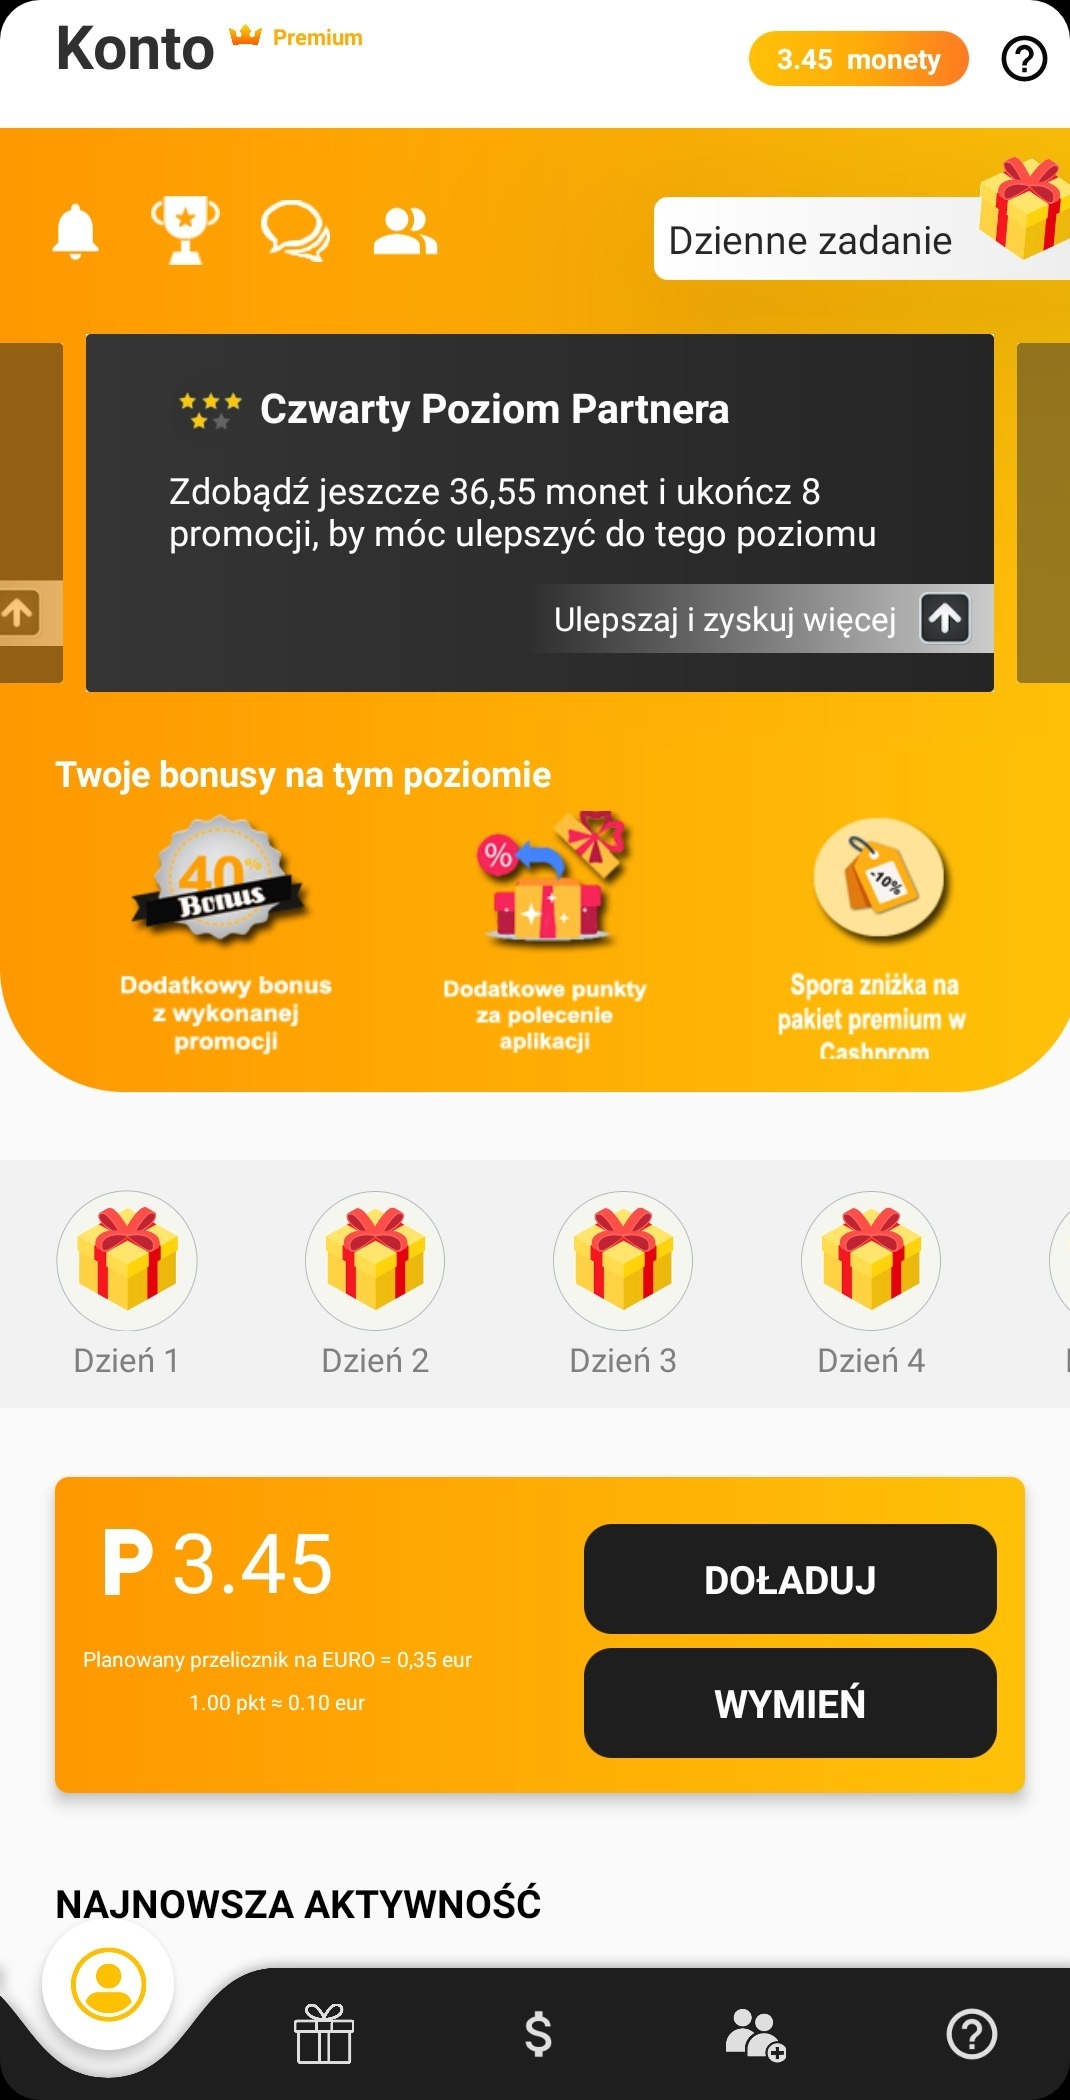 Konto
Premium
3.45 monety
Dzienne zadanie
Czwarty Poziom Partnera
Zdobądź jeszcze 36,55 monet i ukończ 8
promocji, by móc ulepszyć do tego poziomu
Ulepszaj i zyskuj więcej
Twoje bonusy na tym poziomie
40%
Bonus
%
-10%
Dodatkowy bonus
z wykonanej
promocji
Dodatkowe punkty
za polecenie
aplikacji
Spora zniżka na
pakiet premium w
Cashprom
Dzień 1
Dzień 2
Dzień 3
Dzień 4
P 3.45
Planowany przelicznik na EURO = 0,35 eur
1.00 pkt ≈ 0.10 eur
DOŁADUJ
WYMIEŃ
NAJNOWSZA AKTYWNOŚĆ